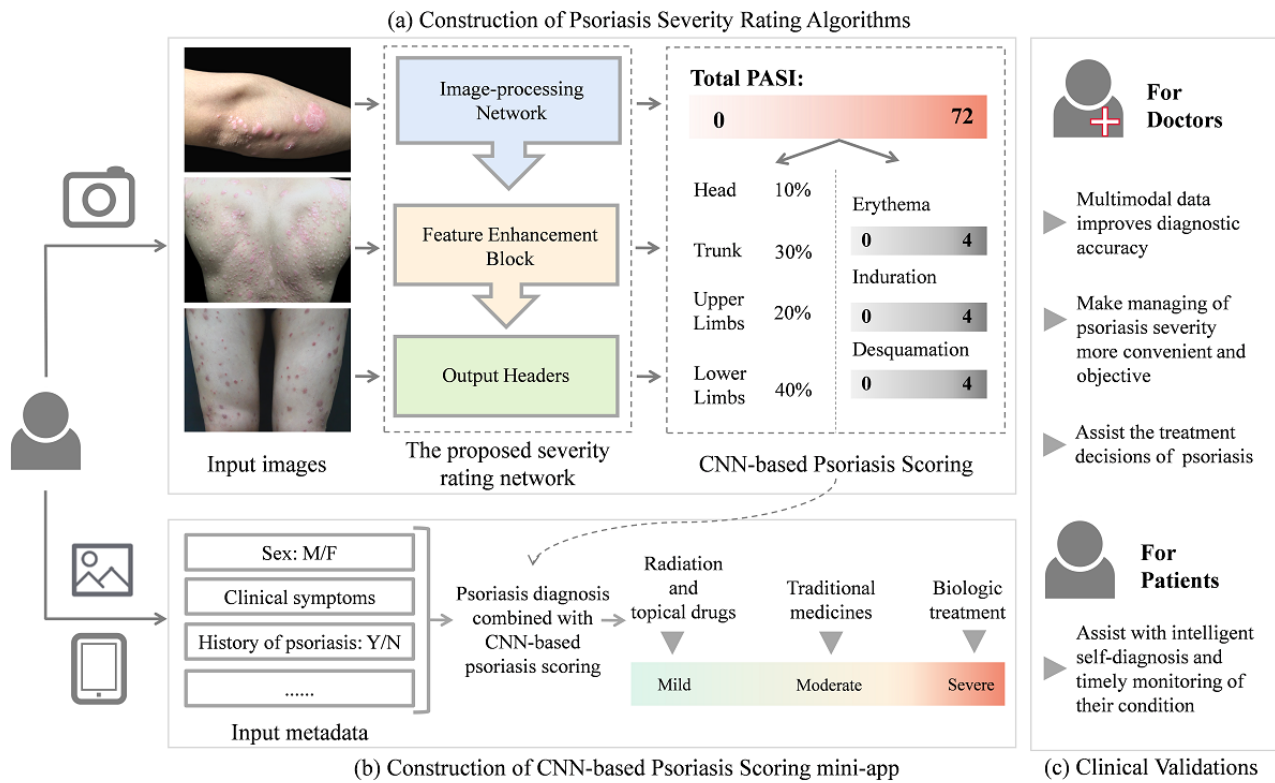 (a) Construction of Psoriasis Severity Rating Algorithms
Image-processing
Network
Feature Enhancement
Block
Output Headers
Input images
The proposed severity
rating network
Total PASI:
0 72
Head 10%
Trunk 30%
Upper
Limbs 20%
Lower
Limbs 40%
Erythema
0 4
Induration
0 4
Desquamation
0 4
CNN-based Psoriasis Scoring
Sex: M/F
Clinical symptoms
History of psoriasis: Y/N
......
Input metadata
Psoriasis diagnosis
combined with
CNN-based
psoriasis scoring
Radiation
and
topical drugs
Traditional
medicines
Biologic
treatment
Mild Moderate Severe
(b) Construction of CNN-based Psoriasis Scoring mini-app
For
Doctors
Multimodal data
improves diagnostic
accuracy
Make managing of
psoriasis severity
more convenient and
objective
Assist the treatment
decisions of psoriasis
For
Patients
Assist with intelligent
self-diagnosis and
timely monitoring of
their condition
(c) Clinical Validations